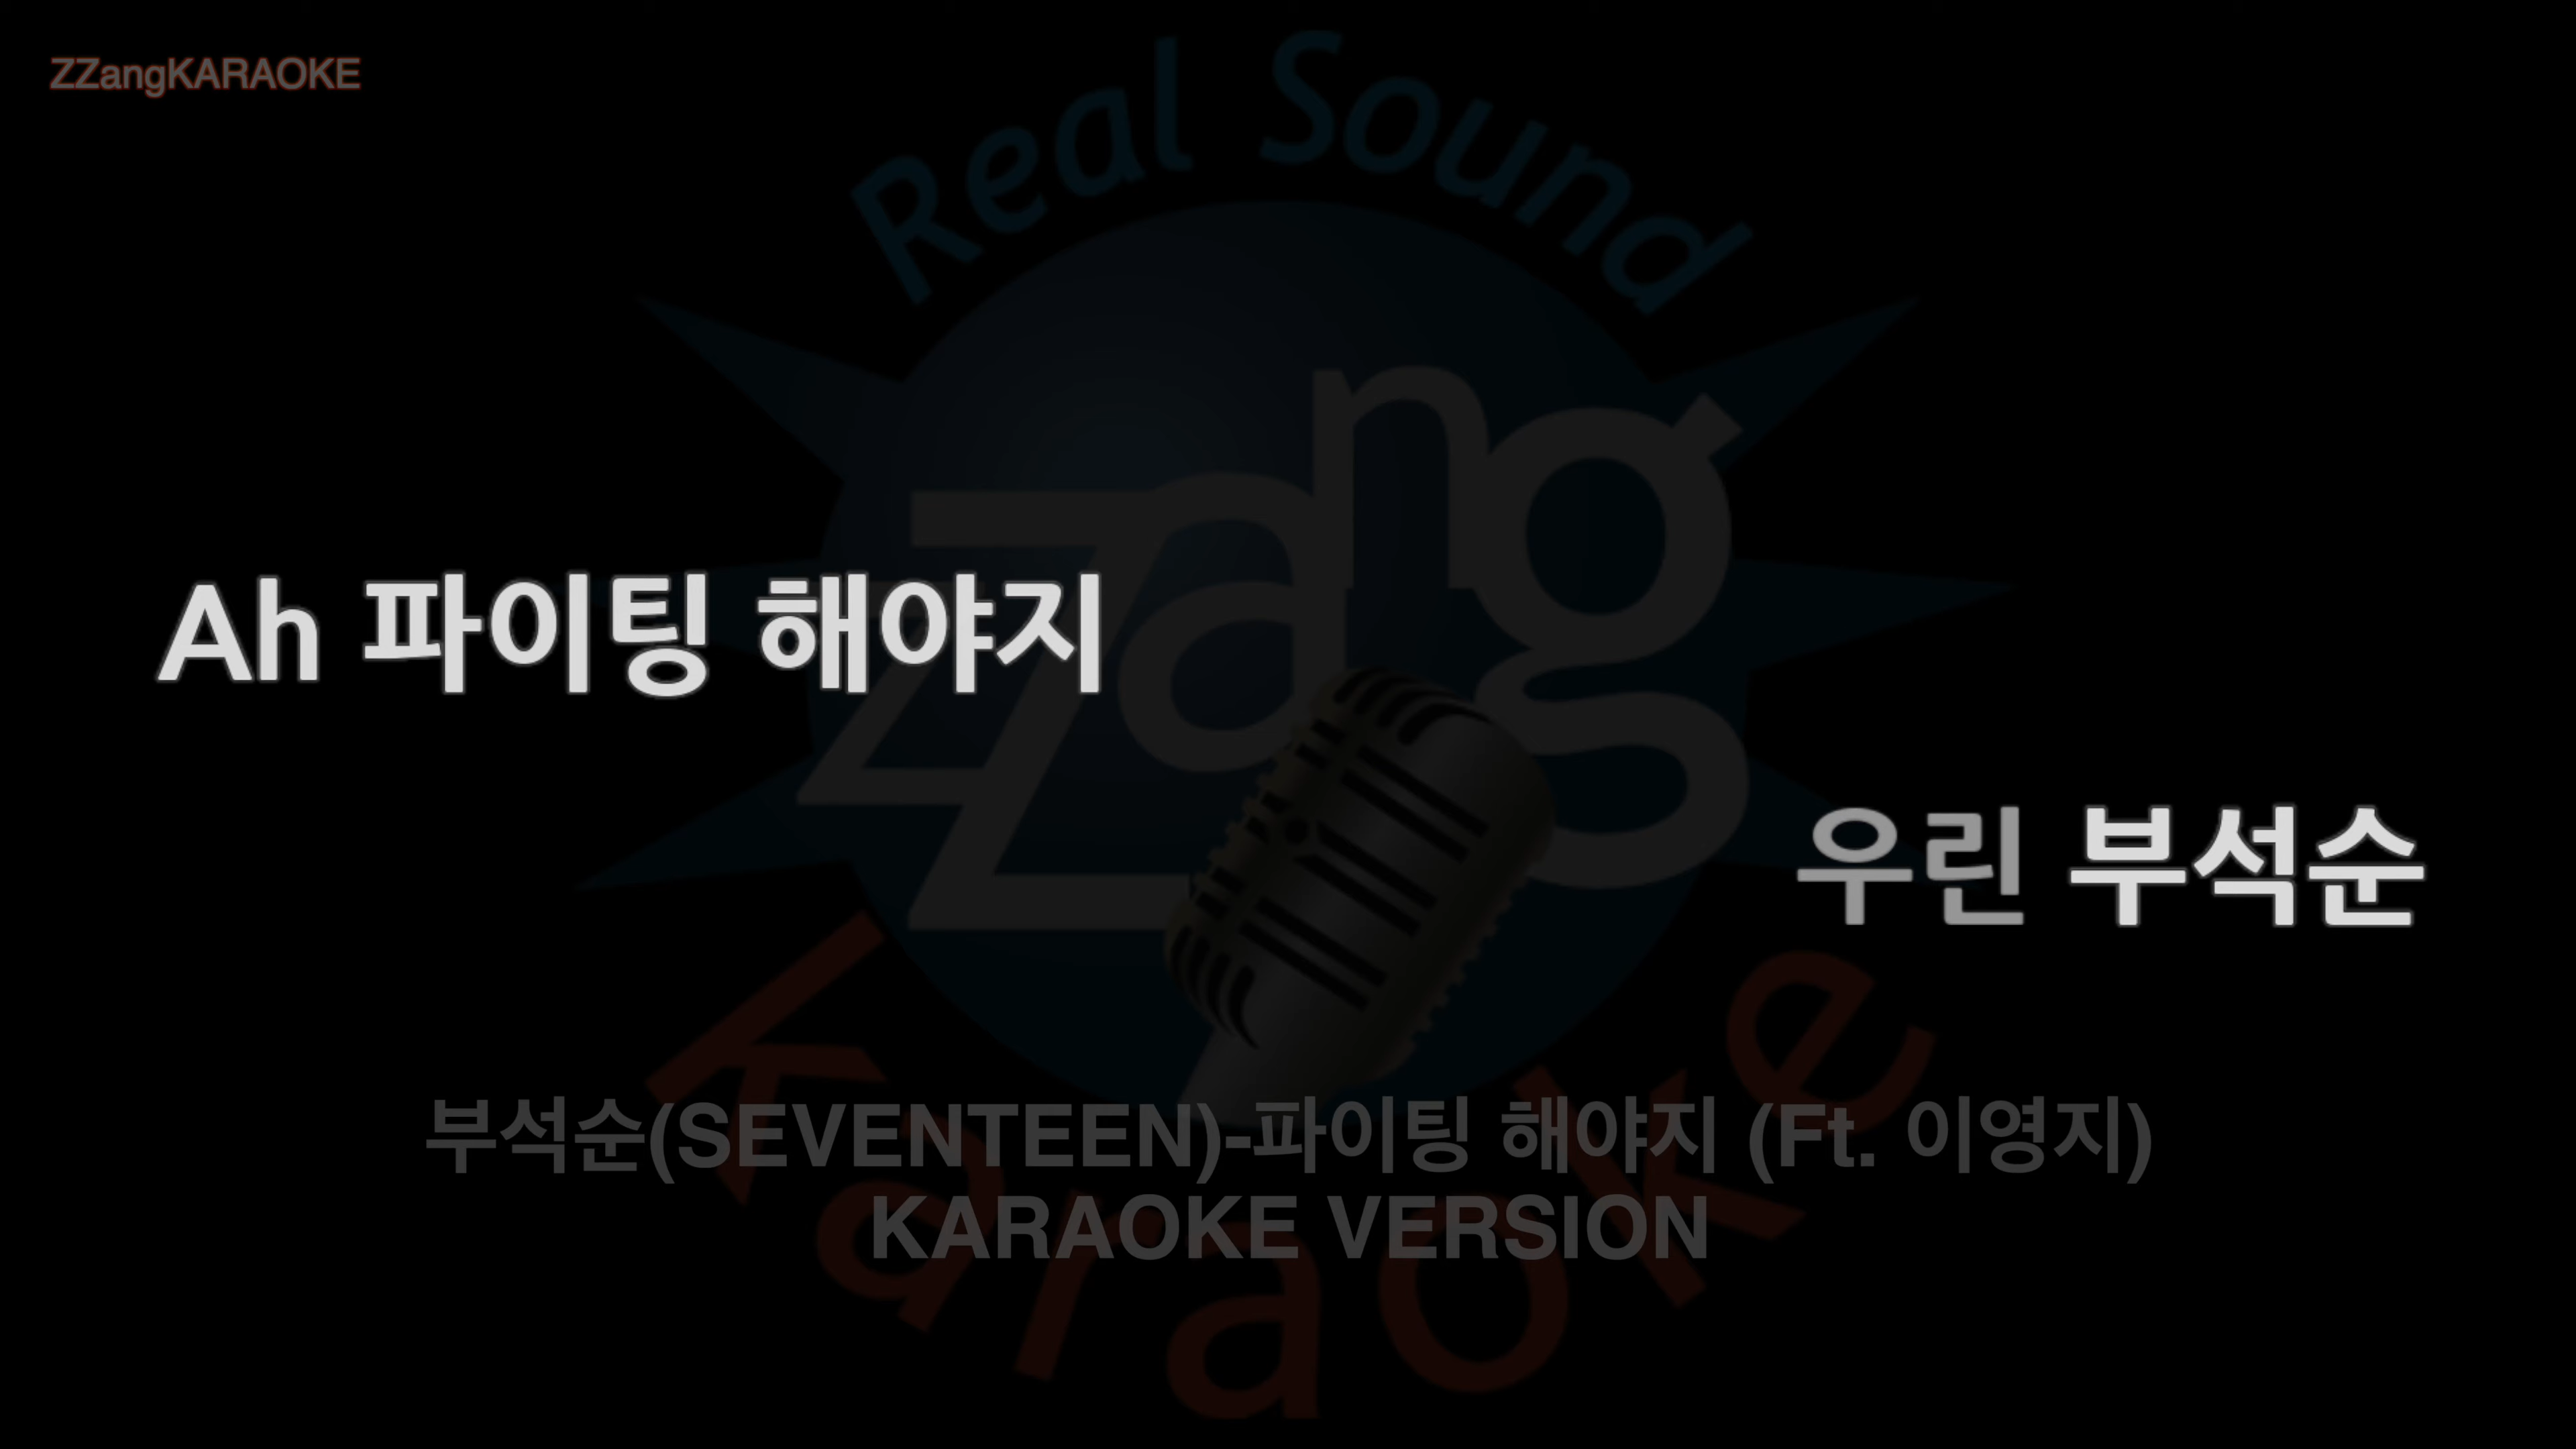 ZZangKARAOKE
Real Sound
ZZang
Ah 파이팅 해야지
우린 부석순
Karaoke
부석순(SEVENTEEN)-파이팅 해야지 (Ft. 이영지)
KARAOKE VERSION